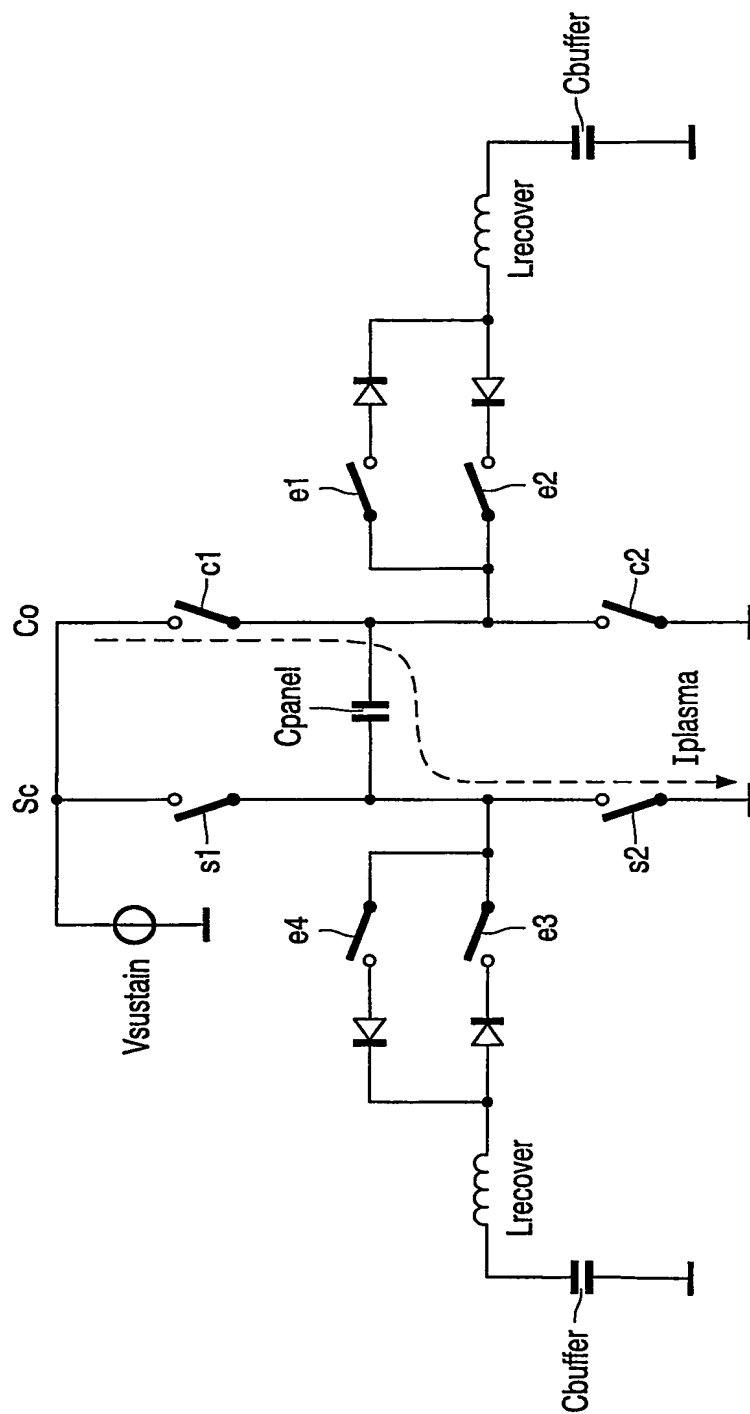 Vsustain
Sc
Co
s1
c1
Cpanel
e4
e1
e3
e2
Lrecover
Lrecover
Cbuffer
Cbuffer
s2
c2
Iplasma